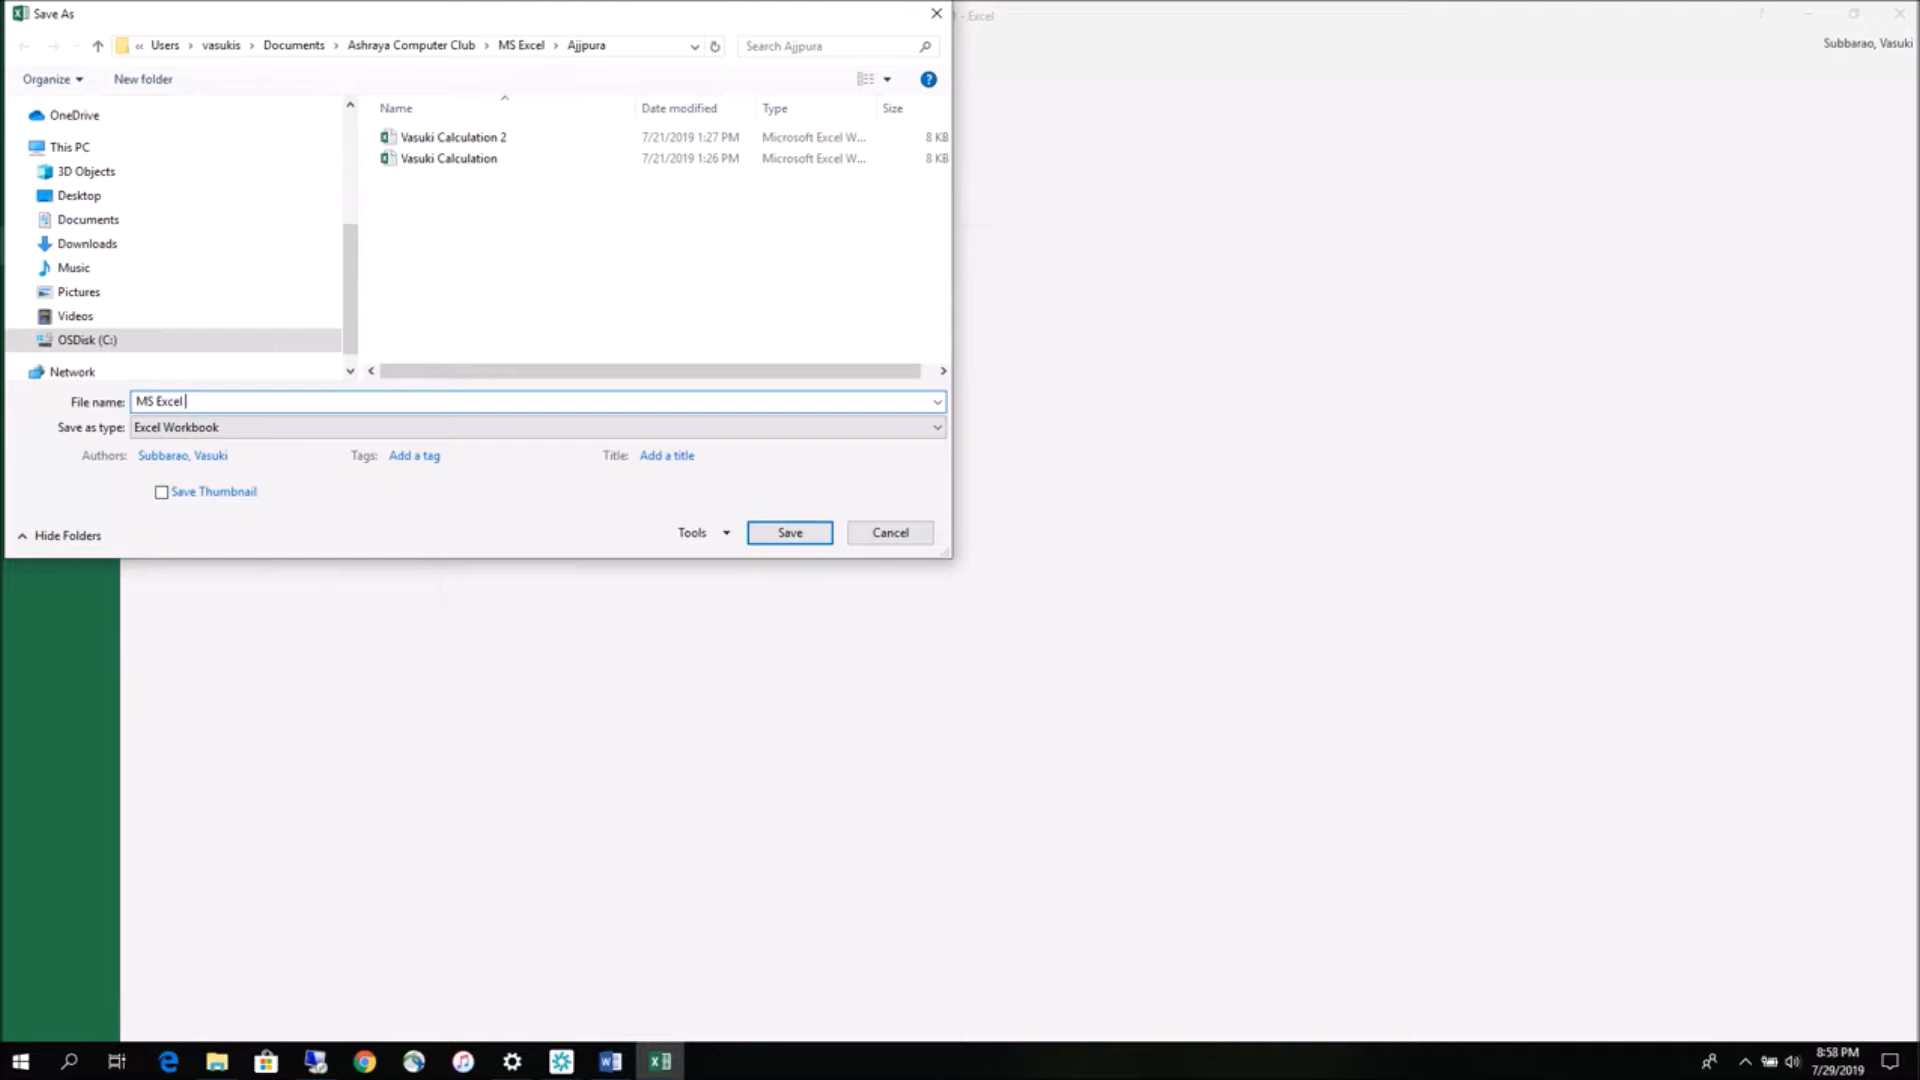 Save As
- Excel
Subbarao, Vasuki
« Users › vasukis › Documents › Ashraya Computer Club › MS Excel › Ajjpura
Search Ajjpura
Organize
New folder
OneDrive
This PC
3D Objects
Desktop
Documents
Downloads
Music
Pictures
Videos
OSDisk (C:)
Network
Name Date modified Type Size
Vasuki Calculation 2 7/21/2019 1:27 PM Microsoft Excel W... 8 KB
Vasuki Calculation 7/21/2019 1:26 PM Microsoft Excel W... 8 KB
File name: MS Excel
Save as type: Excel Workbook
Authors: Subbarao, Vasuki Tags: Add a tag Title: Add a title
Save Thumbnail
Hide Folders
Tools
Save
Cancel
8:58 PM
7/29/2019